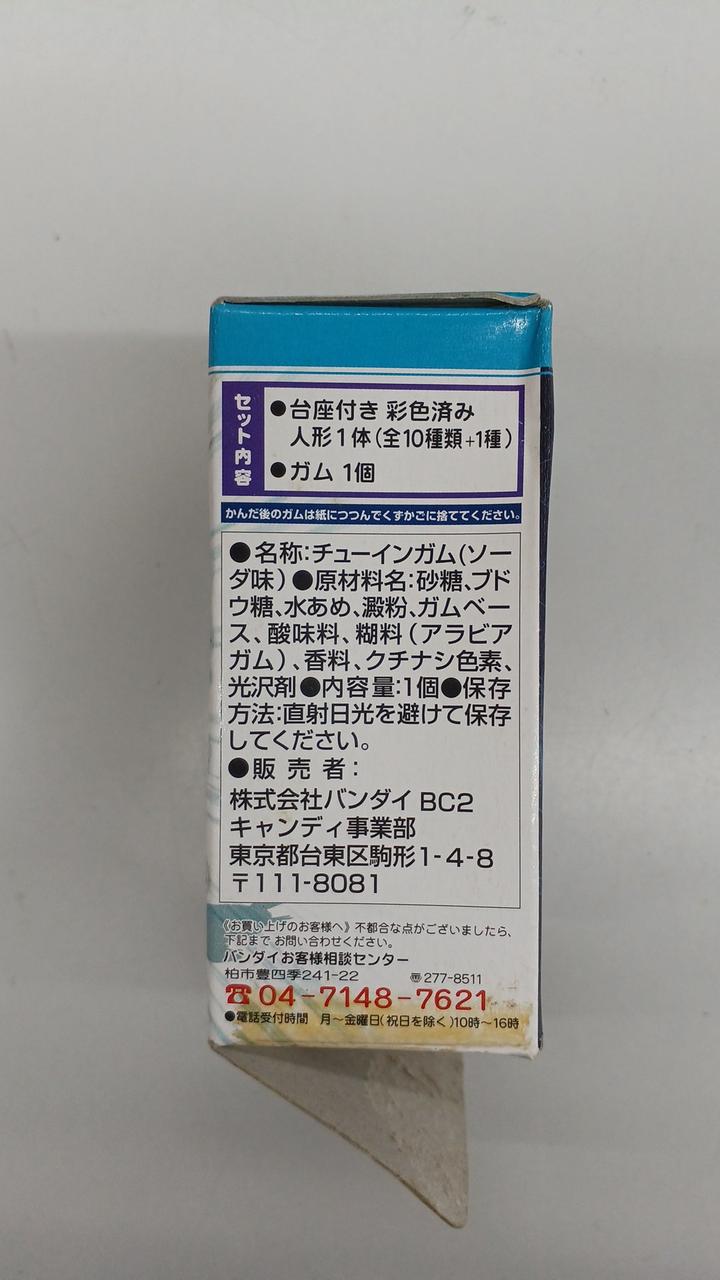 セット内容
●台座付き 彩色済み
人形1体(全10種類+1種)
●ガム 1個
かんだ後のガムは紙につつんでくずかごに捨ててください。
●名称:チューインガム(ソー
ダ味)●原材料名:砂糖、ブド
ウ糖、水あめ、澱粉、ガムベー
ス、酸味料、糊料(アラビア
ガム)、香料、クチナシ色素、
光沢剤●内容量:1個●保存
方法:直射日光を避けて保存
してください。
●販売者:
株式会社バンダイ BC2
キャンディ事業部
東京都台東区駒形1-4-8
〒111-8081
《お買い上げのお客様へ》不都合な点がございましたら、
下記まで お問い合わせください。
バンダイお客様相談センター
柏市豊四季241-22 〠277-8511
☎04-7148-7621
●電話受付時間 月～金曜日(祝日を除く)10時～16時